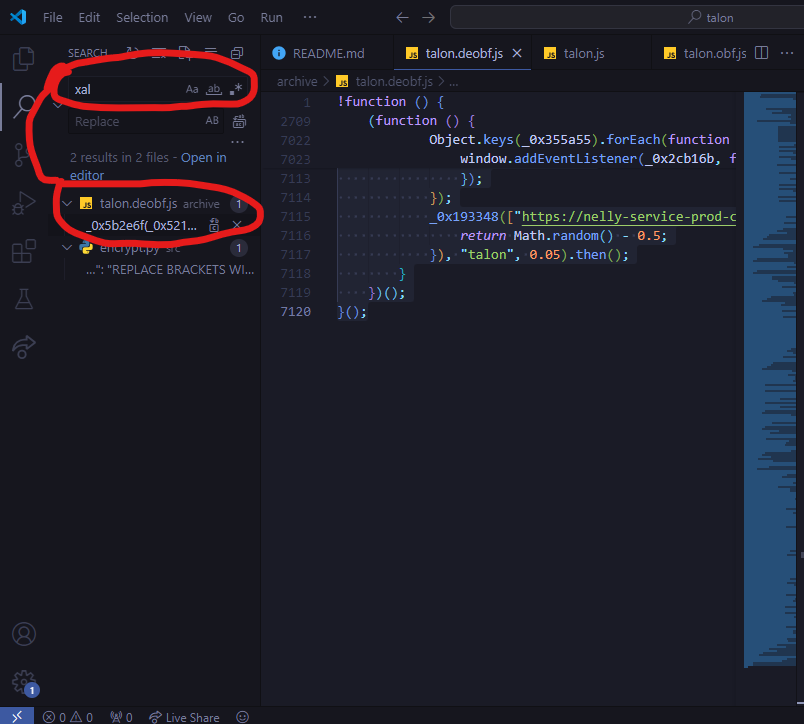 File Edit Selection View Go Run ··· ← → talon
SEARCH
README.md talon.deobf.js × talon.js talon.obf.js ···
xal Aa ab .*
archive > talon.deobf.js > ...
Replace AB
2 results in 2 files - Open in
editor
talon.deobf.js archive 1
_0x5b2e6f(_0x521...
encrypt.py src 1
...": "REPLACE BRACKETS WI...
1 !function () {
2709 (function () {
7022 Object.keys(_0x355a55).forEach(function
7023 window.addEventListener(_0x2cb16b, f
7113 });
7114 });
7115 _0x193348(["https://nelly-service-prod-c
7116 return Math.random() - 0.5;
7117 }), "talon", 0.05).then();
7118 }
7119 })();
7120 }();
1
0 0 0 Live Share